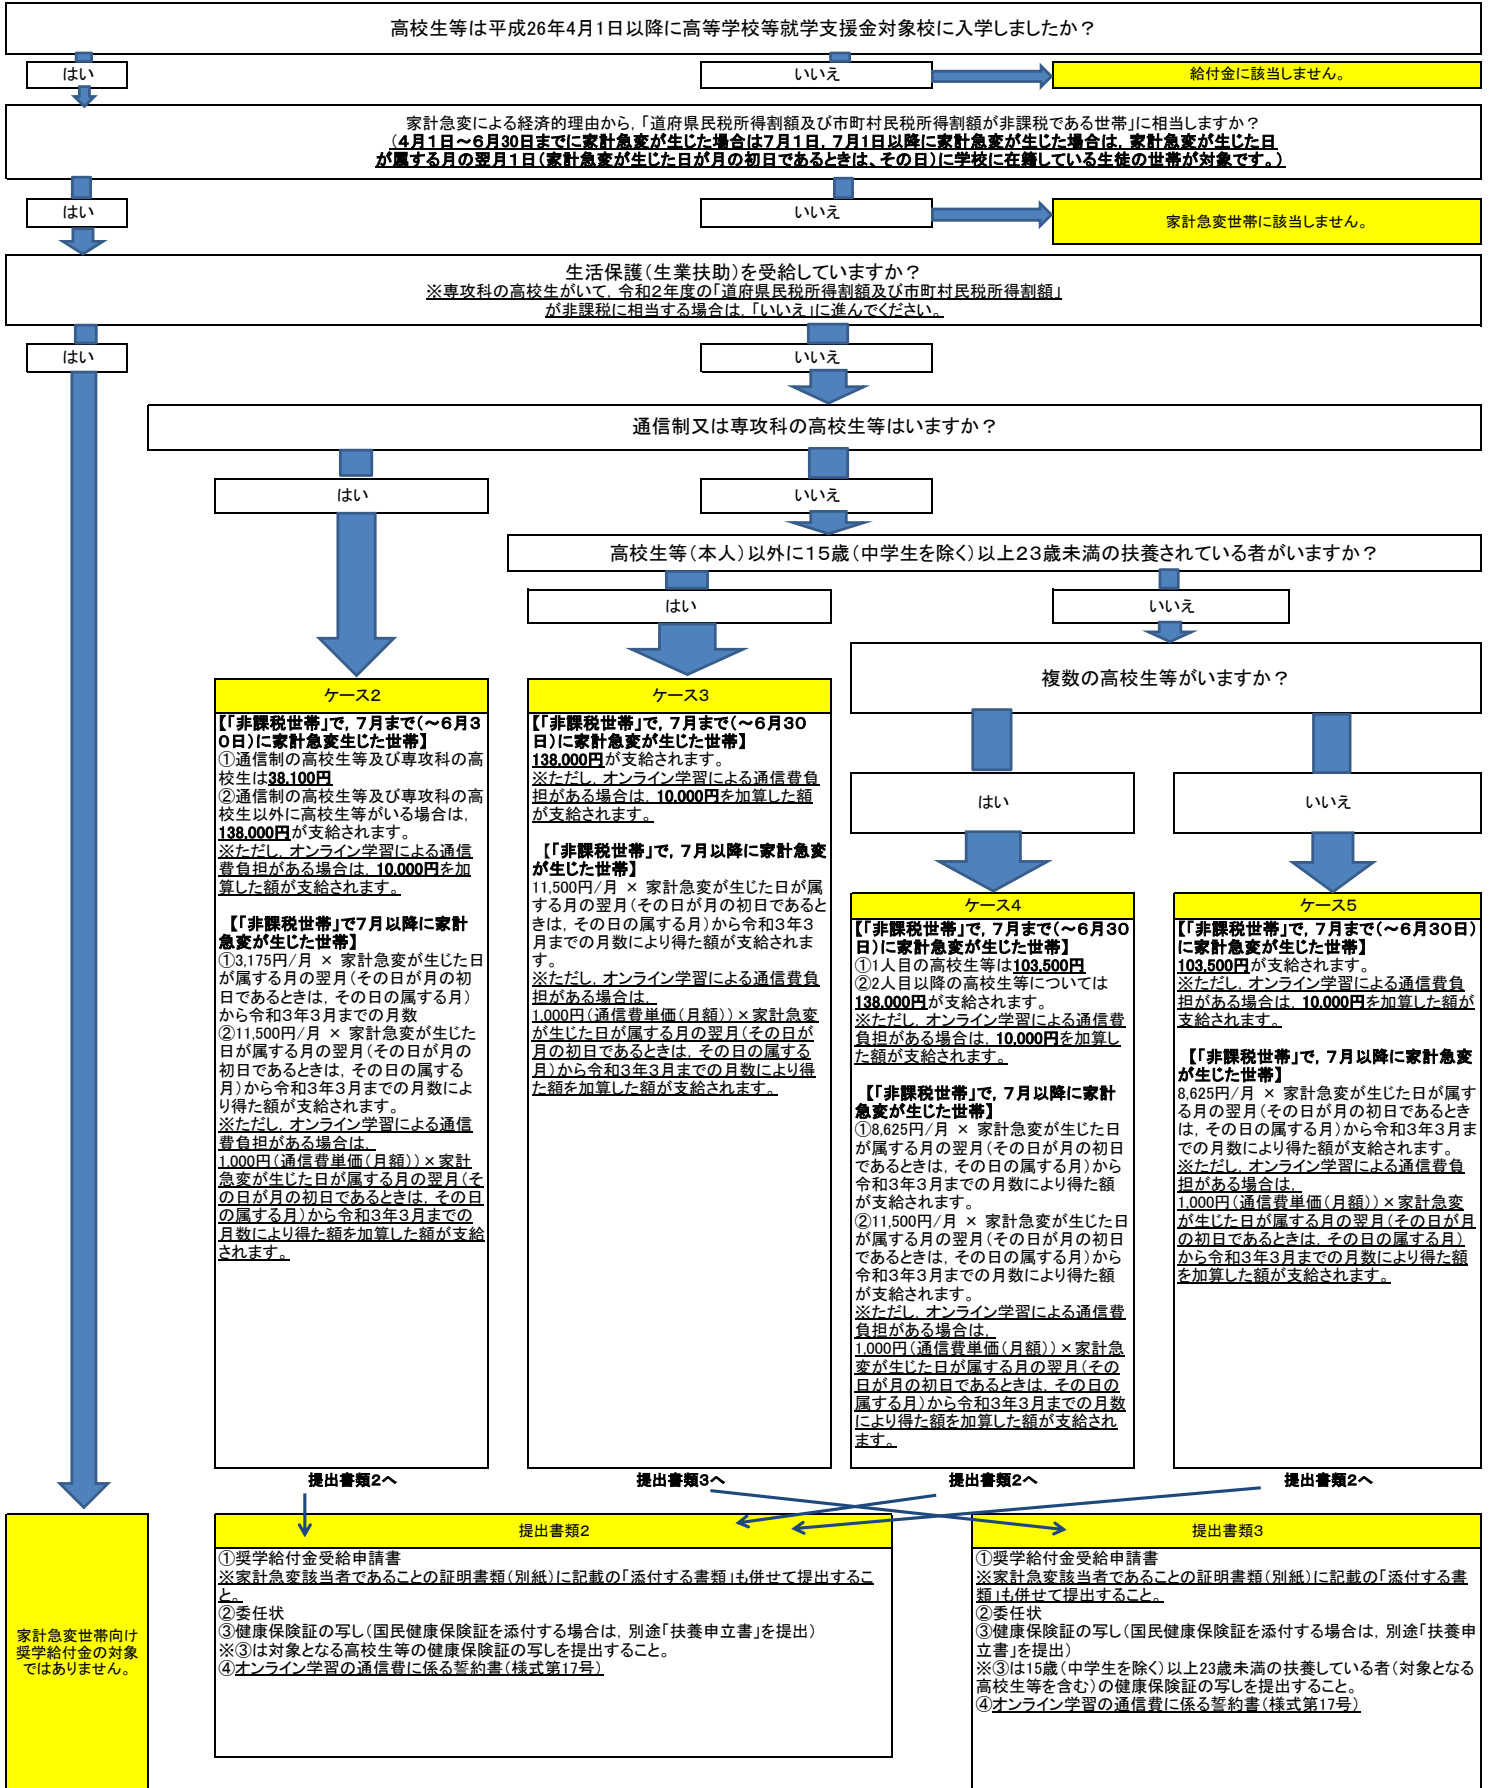 高校生等は平成26年4月1日以降に高等学校等就学支援金対象校に入学しましたか？
はい
いいえ
給付金に該当しません。
家計急変による経済的理由から，「道府県民税所得割額及び市町村民税所得割額が非課税である世帯」に相当しますか？
（４月１日～６月30日までに家計急変が生じた場合は７月１日，７月１日以降に家計急変が生じた場合は，家計急変が生じた日
が属する月の翌月１日（家計急変が生じた日が月の初日であるときは、その日）に学校に在籍している生徒の世帯が対象です。）
はい
いいえ
家計急変世帯に該当しません。
生活保護（生業扶助）を受給していますか？
※専攻科の高校生がいて，令和２年度の「道府県民税所得割額及び市町村民税所得割額」
が非課税に相当する場合は，「いいえ」に進んでください。
はい
いいえ
通信制又は専攻科の高校生等はいますか？
はい
いいえ
高校生等（本人）以外に１５歳（中学生を除く）以上２３歳未満の扶養されている者がいますか？
はい
いいえ
複数の高校生等がいますか？
はい
いいえ
ケース２
【「非課税世帯」で，７月まで（～６月３
０日）に家計急変生じた世帯】
①通信制の高校生等及び専攻科の高
校生は38,100円
②通信制の高校生等及び専攻科の高
校生以外に高校生等がいる場合は，
138,000円が支給されます。
※ただし，オンライン学習による通信
費負担がある場合は，10,000円を加
算した額が支給されます。
【「非課税世帯」で７月以降に家計
急変が生じた世帯】
①3,175円/月 × 家計急変が生じた日
が属する月の翌月（その日が月の初
日であるときは，その日の属する月）
から令和３年３月までの月数
②11,500円/月 × 家計急変が生じた
日が属する月の翌月（その日が月の
初日であるときは，その日の属する
月）から令和３年３月までの月数によ
り得た額が支給されます。
※ただし，オンライン学習による通信
費負担がある場合は，
1,000円（通信費単価（月額））×家計
急変が生じた日が属する月の翌月（そ
の日が月の初日であるときは，その日
の属する月）から令和３年３月までの
月数により得た額を加算した額が支給
されます。
提出書類２へ
ケース３
【「非課税世帯」で，７月まで（～６月３０
日）に家計急変が生じた世帯】
138,000円が支給されます。
※ただし，オンライン学習による通信費負
担がある場合は，10,000円を加算した額
が支給されます。
【「非課税世帯」で，７月以降に家計急変
が生じた世帯】
11,500円/月 × 家計急変が生じた日が属
する月の翌月（その日が月の初日であると
きは，その日の属する月）から令和３年３
月までの月数により得た額が支給されま
す。
※ただし，オンライン学習による通信費負
担がある場合は，
1,000円（通信費単価（月額））×家計急変
が生じた日が属する月の翌月（その日が
月の初日であるときは，その日の属する
月）から令和３年３月までの月数により得
た額を加算した額が支給されます。
提出書類３へ
ケース４
【「非課税世帯」で，７月まで（～６月３０
日）に家計急変が生じた世帯】
①１人目の高校生等は103,500円
②２人目以降の高校生等については
138,000円が支給されます。
※ただし，オンライン学習による通信費
負担がある場合は，10,000円を加算し
た額が支給されます。
【「非課税世帯」で，７月以降に家計
急変が生じた世帯】
①8,625円/月 × 家計急変が生じた日
が属する月の翌月（その日が月の初日
であるときは，その日の属する月）から
令和３年３月までの月数により得た額
が支給されます。
②11,500円/月 × 家計急変が生じた日
が属する月の翌月（その日が月の初日
であるときは，その日の属する月）から
令和３年３月までの月数により得た額
が支給されます。
※ただし，オンライン学習による通信費
負担がある場合は，
1,000円（通信費単価（月額））×家計急
変が生じた日が属する月の翌月（その
日が月の初日であるときは，その日の
属する月）から令和３年３月までの月数
により得た額を加算した額が支給され
ます。
提出書類２へ
ケース５
【「非課税世帯」で，７月まで（～６月３０日）
に家計急変が生じた世帯】
103,500円が支給されます。
※ただし，オンライン学習による通信費負
担がある場合は，10,000円を加算した額が
支給されます。
【「非課税世帯」で，７月以降に家計急変
が生じた世帯】
8,625円/月 × 家計急変が生じた日が属す
る月の翌月（その日が月の初日であるとき
は，その日の属する月）から令和３年３月ま
での月数により得た額が支給されます。
※ただし，オンライン学習による通信費負
担がある場合は，
1,000円（通信費単価（月額））×家計急変
が生じた日が属する月の翌月（その日が月
の初日であるときは，その日の属する月）
から令和３年３月までの月数により得た額
を加算した額が支給されます。
提出書類２へ
家計急変世帯向け
奨学給付金の対象
ではありません。
提出書類２
①奨学給付金受給申請書
※家計急変該当者であることの証明書類（別紙）に記載の「添付する書類」も併せて提出するこ
と。
②委任状
③健康保険証の写し（国民健康保険証を添付する場合は，別途「扶養申立書」を提出）
※③は対象となる高校生等の健康保険証の写しを提出すること。
④オンライン学習の通信費に係る誓約書（様式第17号）
提出書類３
①奨学給付金受給申請書
※家計急変該当者であることの証明書類（別紙）に記載の「添付する書
類」も併せて提出すること。
②委任状
③健康保険証の写し（国民健康保険証を添付する場合は，別途「扶養申
立書」を提出）
※③は15歳（中学生を除く）以上23歳未満の扶養している者（対象となる
高校生等を含む）の健康保険証の写しを提出すること。
④オンライン学習の通信費に係る誓約書（様式第17号）